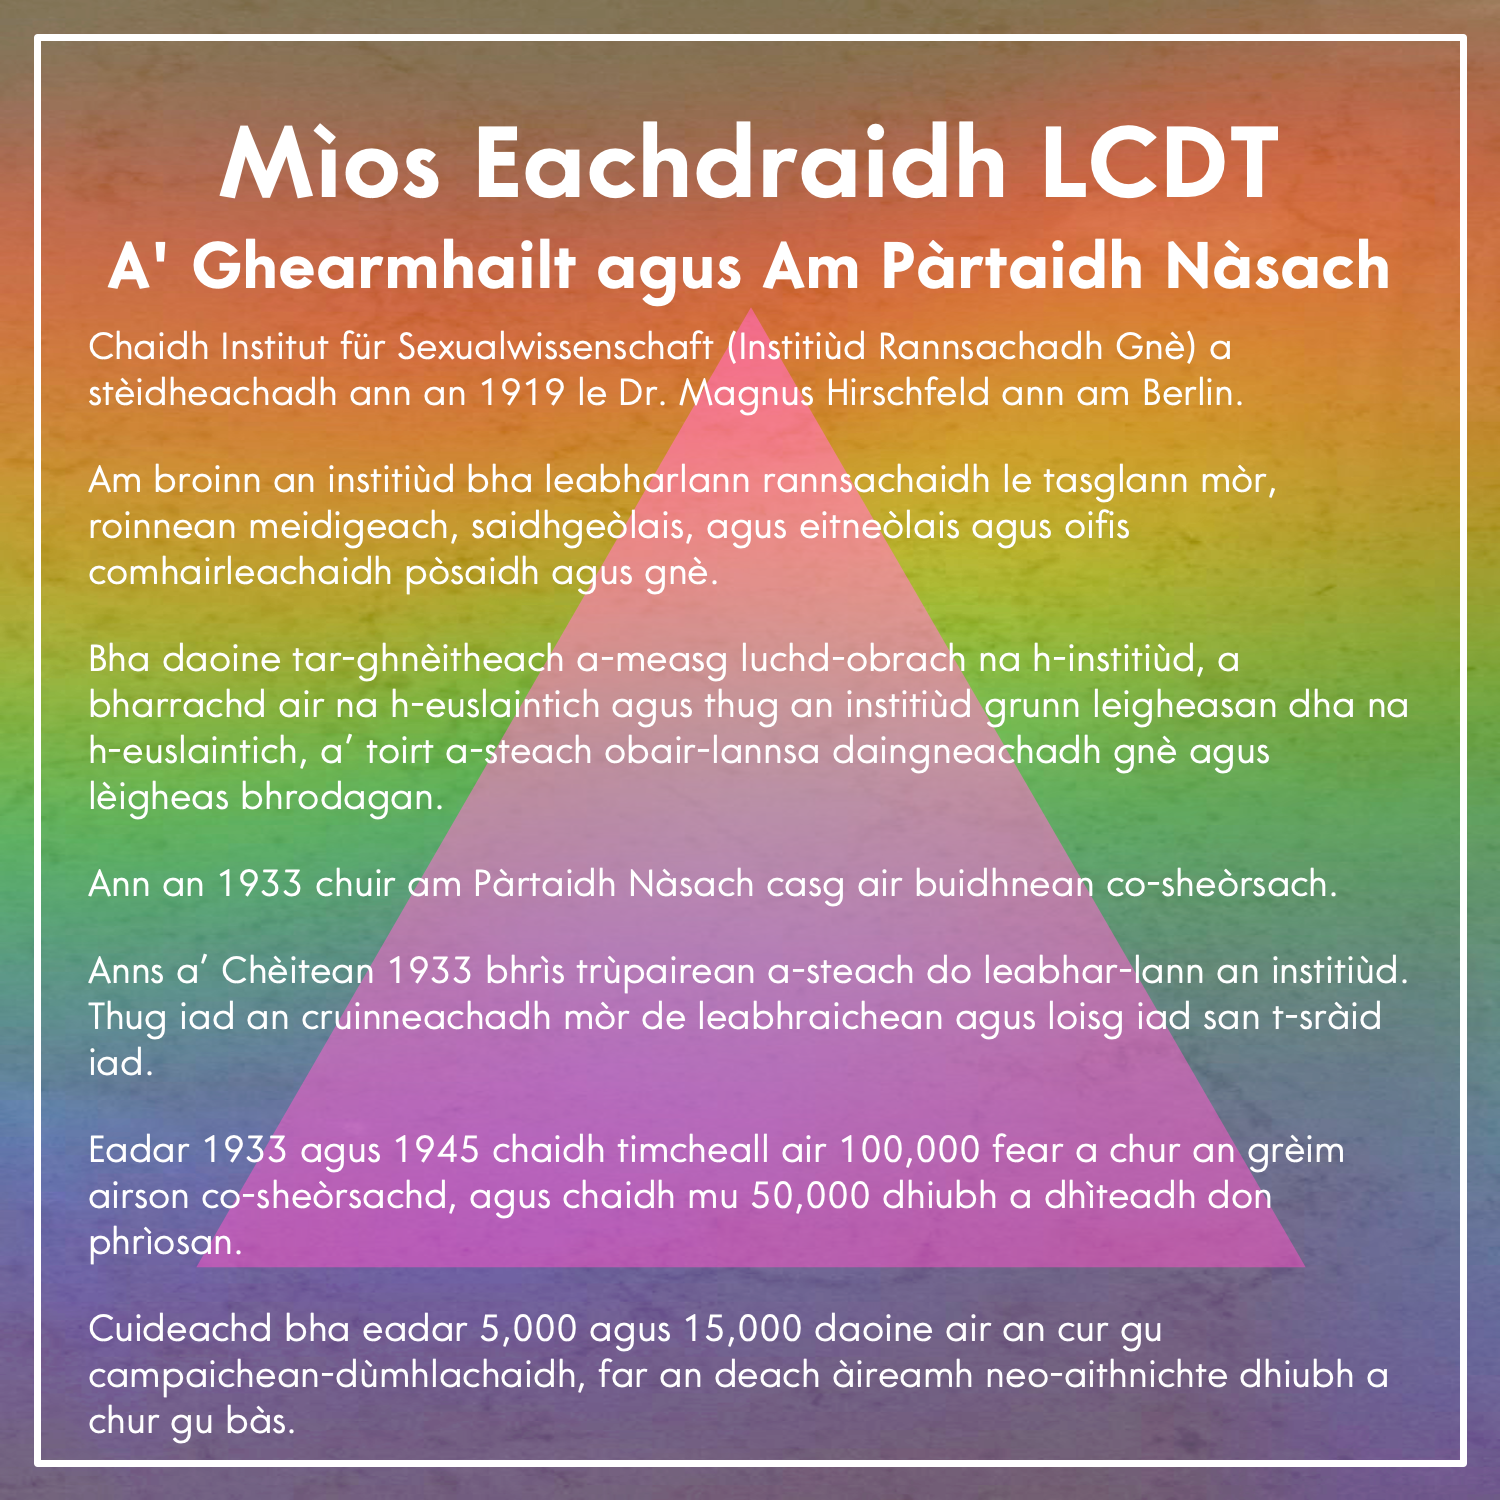 Mìos Eachdraidh LCDT
A' Ghearmhailt agus Am Pàrtaidh Nàsach
Chaidh Institut für Sexualwissenschaft (Institiùd Rannsachadh Gnè) a
stèidheachadh ann an 1919 le Dr. Magnus Hirschfeld ann am Berlin.
Am broinn an institiùd bha leabharlann rannsachaidh le tasglann mòr,
roinnean meidigeach, saidhgeòlais, agus eitneòlais agus oifis
comhairleachaidh pòsaidh agus gnè.
Bha daoine tar-ghnèitheach a-measg luchd-obrach na h-institiùd, a
bharrachd air na h-euslaintich agus thug an institiùd grunn leigheasan dha na
h-euslaintich, a’ toirt a-steach obair-lannsa daingneachadh gnè agus
lèigheas bhrodagan.
Ann an 1933 chuir am Pàrtaidh Nàsach casg air buidhnean co-sheòrsach.
Anns a’ Chèitean 1933 bhrìs trùpairean a-steach do leabhar-lann an institiùd.
Thug iad an cruinneachadh mòr de leabhraichean agus loisg iad san t-sràid
iad.
Eadar 1933 agus 1945 chaidh timcheall air 100,000 fear a chur an grèim
airson co-sheòrsachd, agus chaidh mu 50,000 dhiubh a dhìteadh don
phrìosan.
Cuideachd bha eadar 5,000 agus 15,000 daoine air an cur gu
campaichean-dùmhlachaidh, far an deach àireamh neo-aithnichte dhiubh a
chur gu bàs.